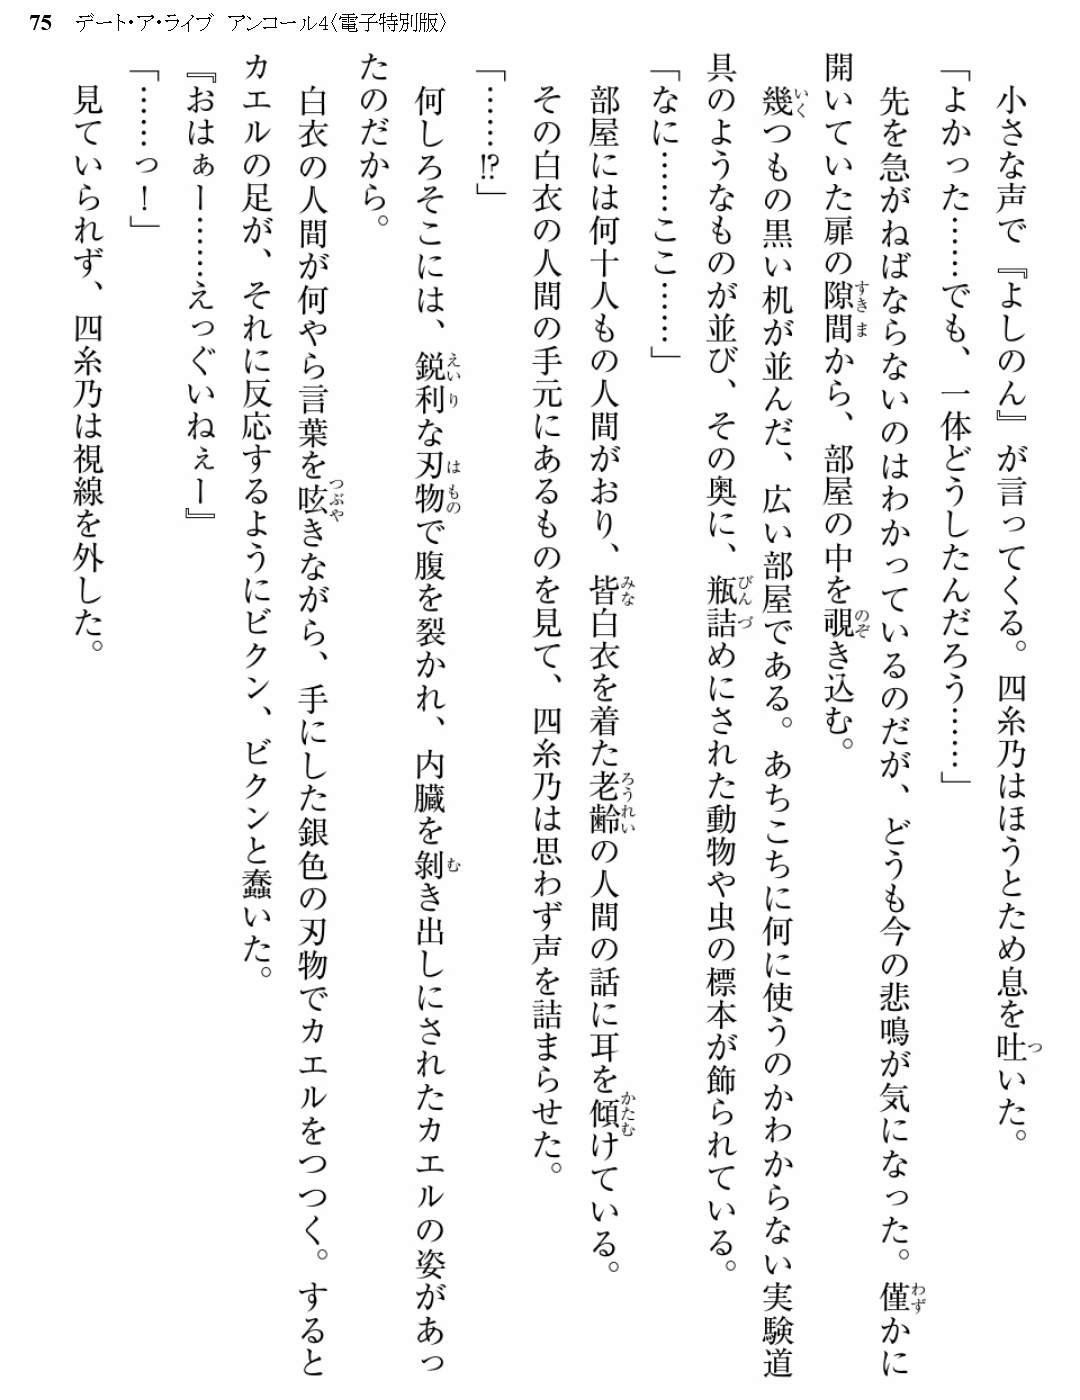 75 デート・ア・ライブ アンコール4〈電子特別版〉
小さな声で『よしのん』が言ってくる。四糸乃はほうとため息を吐いた。
「よかった……でも、一体どうしたんだろう……」
先を急がねばならないのはわかっているのだが、どうも今の悲鳴が気になった。僅かに
開いていた扉の隙間から、部屋の中を覗き込む。
幾つもの黒い机が並んだ、広い部屋である。あちこちに何に使うのかわからない実験道
具のようなものが並び、その奥に、瓶詰めにされた動物や虫の標本が飾られている。
「なに……ここ……」
部屋には何十人もの人間がおり、皆白衣を着た老齢の人間の話に耳を傾けている。
その白衣の人間の手元にあるものを見て、四糸乃は思わず声を詰まらせた。
「……!?」
何しろそこには、鋭利な刃物で腹を裂かれ、内臓を剝き出しにされたカエルの姿があっ
たのだから。
白衣の人間が何やら言葉を呟きながら、手にした銀色の刃物でカエルをつつく。すると
カエルの足が、それに反応するようにビクン、ビクンと蠢いた。
『おはぁー……えっぐいねぇー』
「……っ！」
見ていられず、四糸乃は視線を外した。